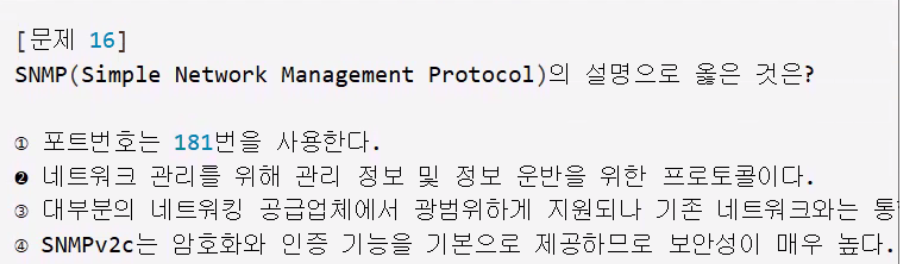 [문제 16]
SNMP(Simple Network Management Protocol)의 설명으로 옳은 것은?
① 포트번호는 181번을 사용한다.
❷ 네트워크 관리를 위해 관리 정보 및 정보 운반을 위한 프로토콜이다.
③ 대부분의 네트워킹 공급업체에서 광범위하게 지원되나 기존 네트워크와는
④ SNMPv2c는 암호화와 인증 기능을 기본으로 제공하므로 보안성이 매우 높다.